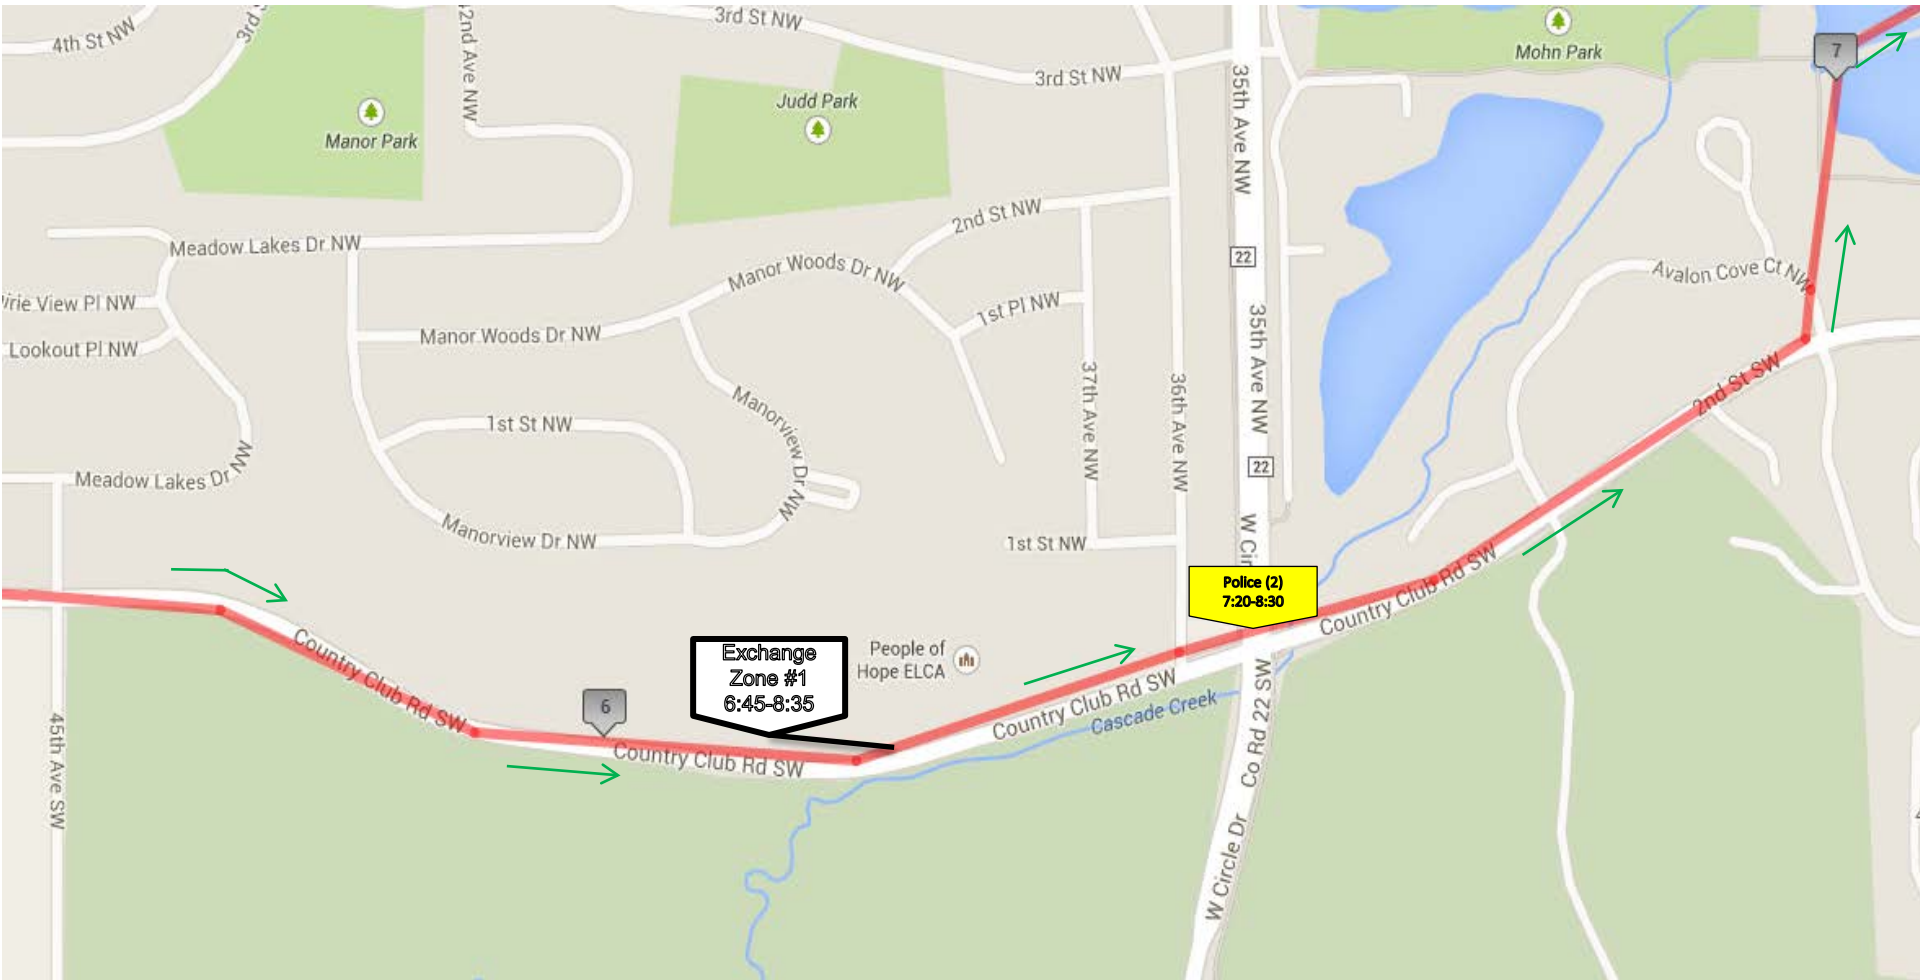 4th St NW
3rd S
42nd Ave NW
3rd St NW
3rd St NW
Manor Park
Judd Park
Mohn Park
7
35th Ave NW
2nd St NW
Meadow Lakes Dr NW
Manor Woods Dr NW
22
Avalon Cove Ct NW
irie View Pl NW
Lookout Pl NW
Manor Woods Dr NW
1st Pl NW
35th Ave NW
37th Ave NW
36th Ave NW
2nd St SW
Manorview Dr NW
1st St NW
22
Meadow Lakes Dr NW
Manorview Dr NW
1st St NW
W Cir
Police (2)
7:20-8:30
Country Club Rd SW
Country Club Rd SW
Exchange
Zone #1
6:45-8:35
People of
Hope ELCA
6
Country Club Rd SW
Country Club Rd SW
Cascade Creek
Co Rd 22 SW
45th Ave SW
W Circle Dr